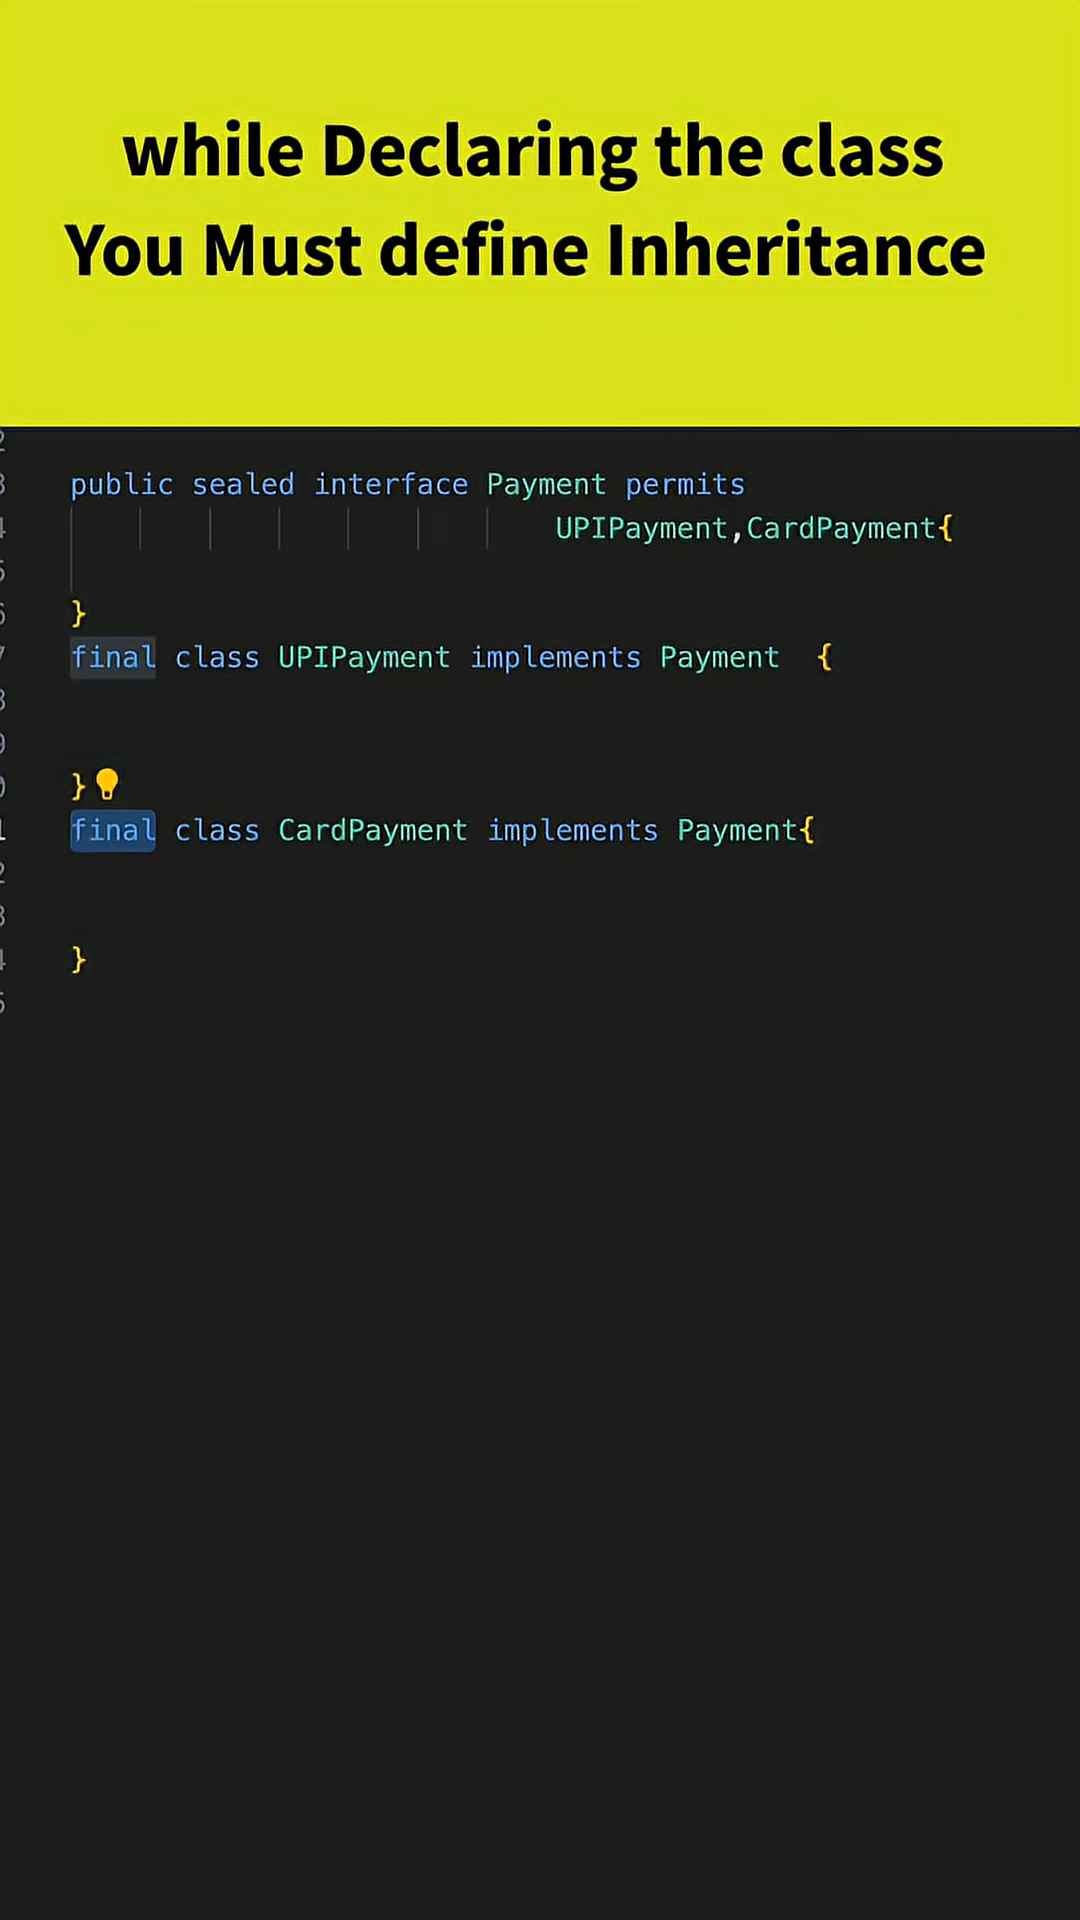 while Declaring the class
You Must define Inheritance
public sealed interface Payment permits
UPIPayment,CardPayment{
}
final class UPIPayment implements Payment {
}
final class CardPayment implements Payment{
}